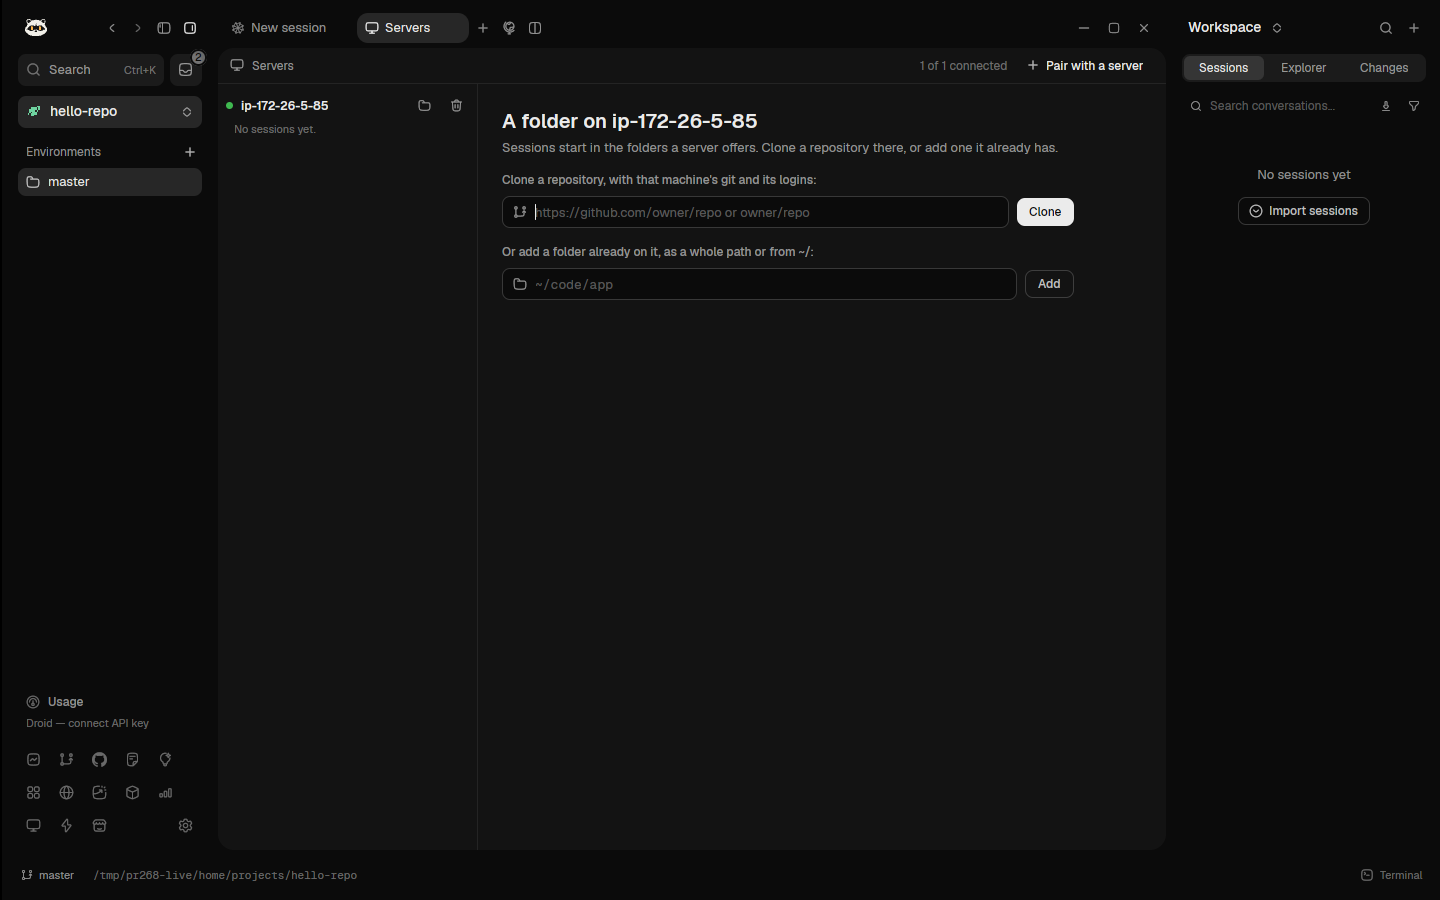 New session
Servers
Workspace
Search
Ctrl+K
2
Servers
1 of 1 connected
Pair with a server
Sessions
Explorer
Changes
hello-repo
ip-172-26-5-85
No sessions yet.
Search conversations...
A folder on ip-172-26-5-85
Sessions start in the folders a server offers. Clone a repository there, or add one it already has.
Environments
master
Clone a repository, with that machine's git and its logins:
https://github.com/owner/repo or owner/repo
Clone
No sessions yet
Import sessions
Or add a folder already on it, as a whole path or from ~/:
~/code/app
Add
Usage
Droid — connect API key
master
/tmp/pr268-live/home/projects/hello-repo
Terminal